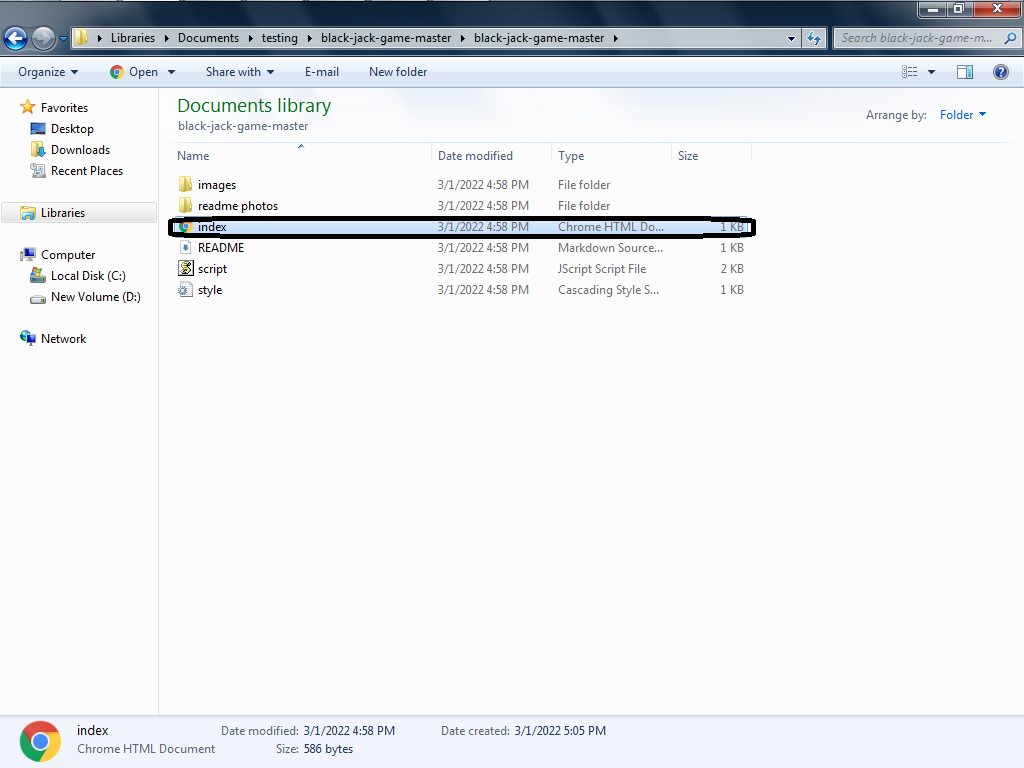 Libraries Documents testing black-jack-game-master black-jack-game-master Search black-jack-game-m...
Organize Open Share with E-mail New folder
Favorites
Desktop
Downloads
Recent Places
Libraries
Computer
Local Disk (C:)
New Volume (D:)
Network
Documents library
black-jack-game-master
Arrange by: Folder
Name Date modified Type Size
images 3/1/2022 4:58 PM File folder
readme photos 3/1/2022 4:58 PM File folder
index 3/1/2022 4:58 PM Chrome HTML Do... 1 KB
README 3/1/2022 4:58 PM Markdown Source... 1 KB
script 3/1/2022 4:58 PM JScript Script File 2 KB
style 3/1/2022 4:58 PM Cascading Style S... 1 KB
index Date modified: 3/1/2022 4:58 PM Date created: 3/1/2022 5:05 PM
Chrome HTML Document Size: 586 bytes